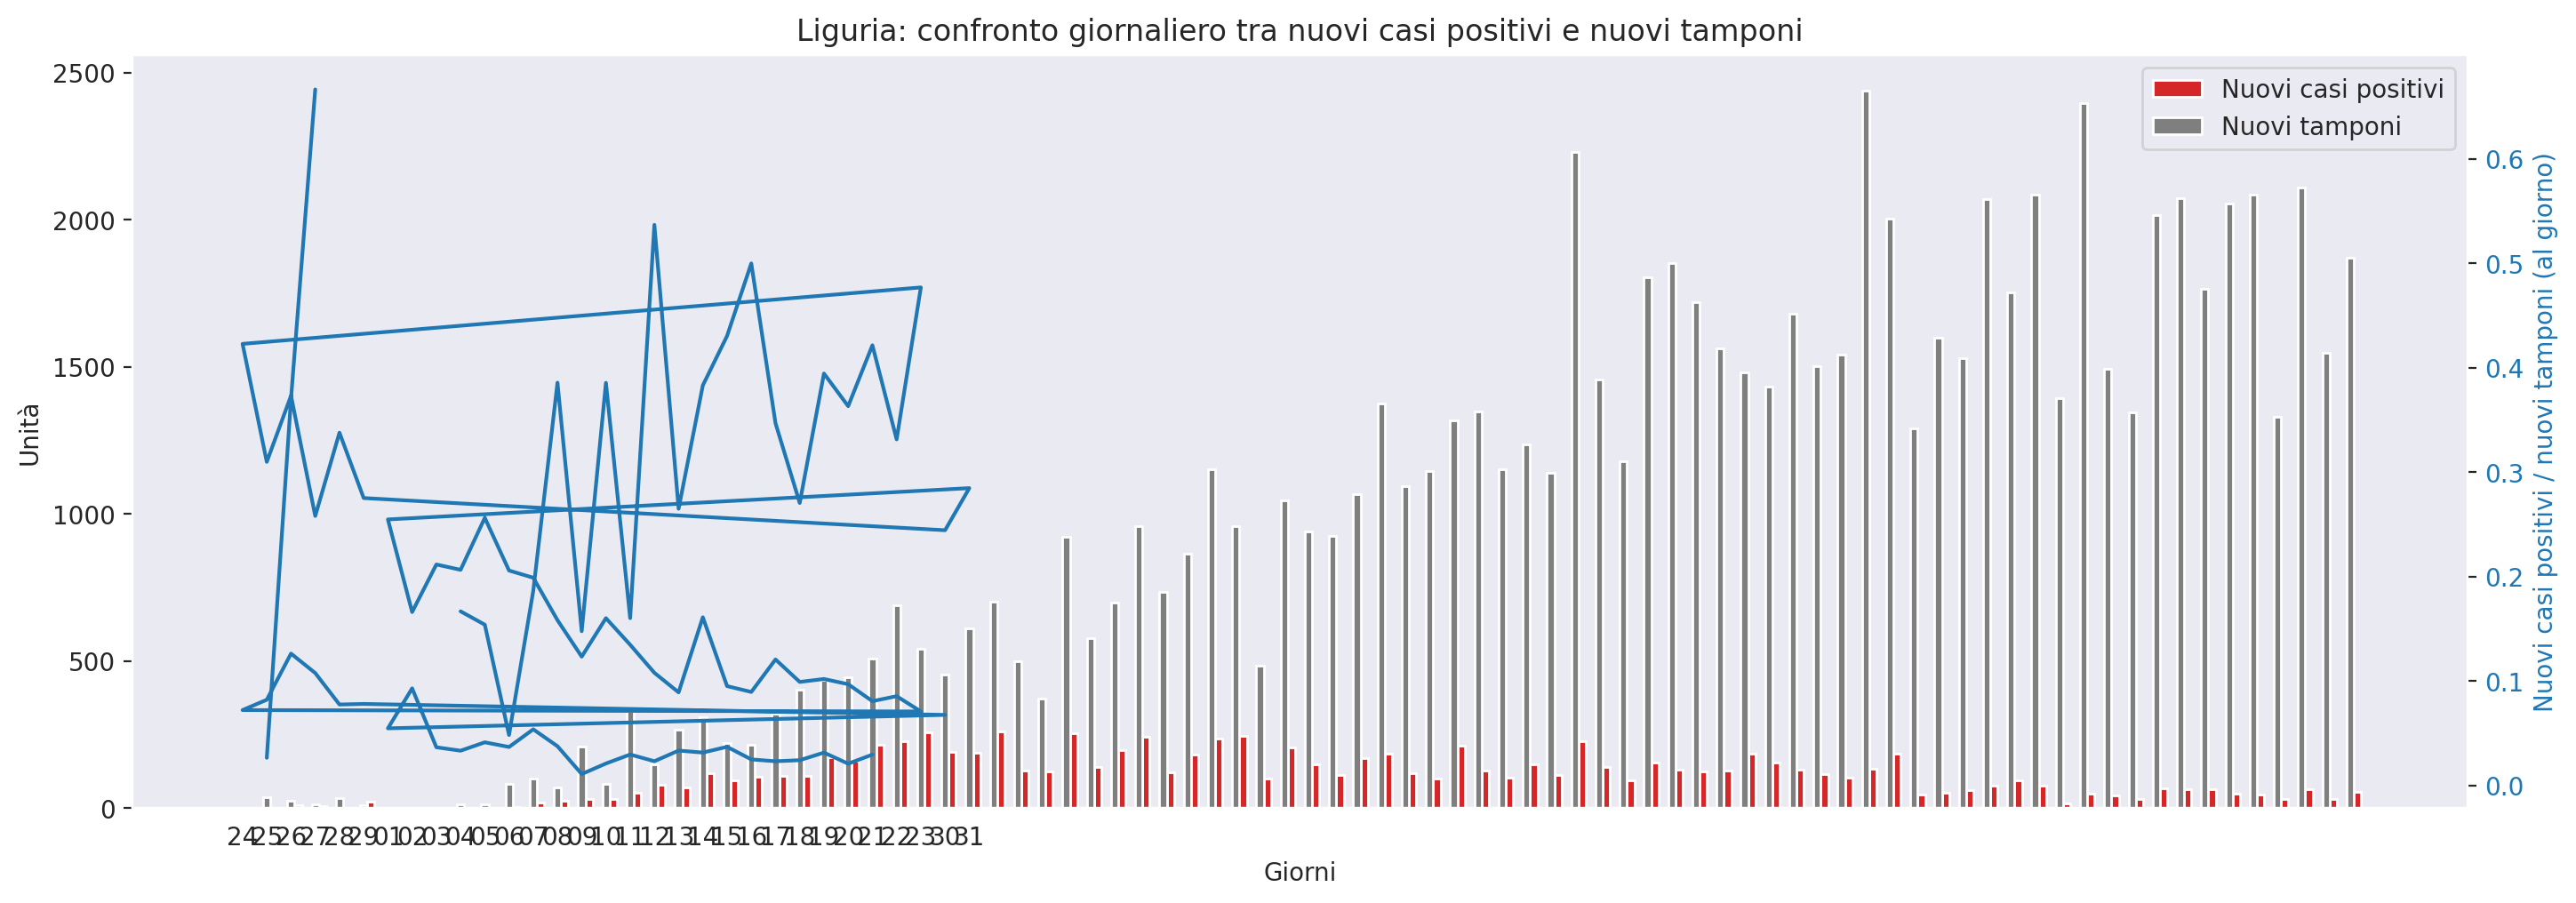 Liguria: confronto giornaliero tra nuovi casi positivi e nuovi tamponi
Nuovi casi positivi
Nuovi tamponi
Unità
2500
2000
1500
1000
500
0
0.6
0.5
0.4
0.3
0.2
0.1
0.0
Nuovi casi positivi / nuovi tamponi (al giorno)
24 25 26 27 28 29 01 02 03 04 05 06 07 08 09 10 11 12 13 14 15 16 17 18 19 20 21 22 23 30 31
Giorni